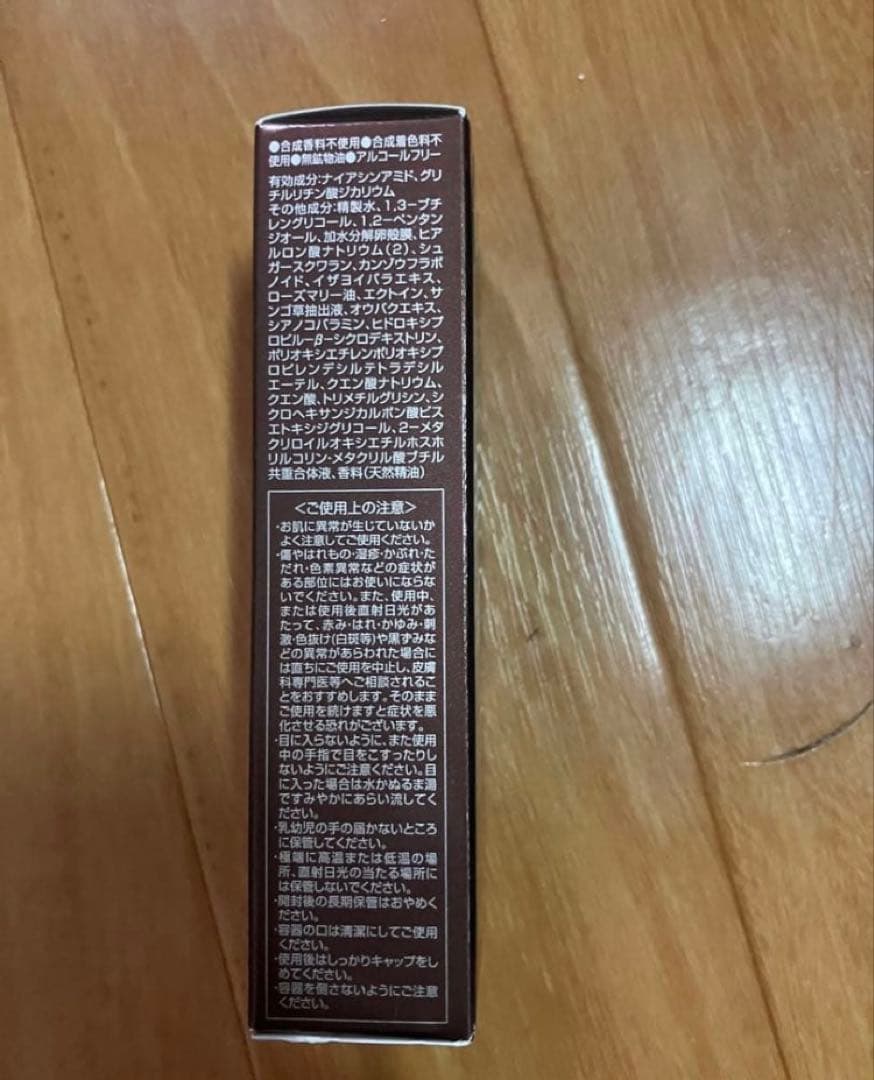 ●合成香料不使用●合成着色料不
使用●無鉱物油●アルコールフリー
有効成分:ナイアシンアミド、グリ
チルリチン酸ジカリウム
その他成分:精製水、1,3－ブチ
レングリコール、1,2－ペンタン
ジオール、加水分解卵殻膜、ヒア
ルロン酸ナトリウム(2)、シュ
ガースクワラン、カンゾウフラボ
ノイド、イザヨイバラエキス、
ローズマリー油、エクトイン、サ
ンゴ草抽出液、オウバクエキス、
シアノコバラミン、ヒドロキシプ
ロピル－β－シクロデキストリン、
ポリオキシエチレンポリオキシプ
ロピレンデシルテトラデシル
エーテル、クエン酸ナトリウム、
クエン酸、トリメチルグリシン、シ
クロヘキサンジカルボン酸ビス
エトキシジグリコール、2－メタ
クリロイルオキシエチルホスホ
リルコリン・メタクリル酸ブチル
共重合体液、香料(天然精油)
＜ご使用上の注意＞
・お肌に異常が生じていないか
よく注意してご使用ください。
・傷やはれもの・湿疹・かぶれ・た
だれ・色素異常などの症状が
ある部位にはお使いにならな
いでください。また、使用中、
または使用後直射日光があ
たって、赤み・はれ・かゆみ・刺
激・色抜け(白斑等)や黒ずみな
どの異常があらわれた場合に
は直ちにご使用を中止し、皮膚
科専門医等へご相談されるこ
とをおすすめします。そのまま
ご使用を続けますと症状を悪
化させる恐れがございます。
・目に入らないように、また使用
中の手指で目をこすったりし
ないようにご注意ください。目
に入った場合は水かぬるま湯
ですみやかにあらい流してく
ださい。
・乳幼児の手の届かないところ
に保管してください。
・極端に高温または低温の場
所、直射日光の当たる場所に
は保管しないでください。
・開封後の長期保管はおやめく
ださい。
・容器の口は清潔にしてご使用
ください。
・使用後はしっかりキャップをし
めてください。
・容器を倒さないようにご注意
ください。